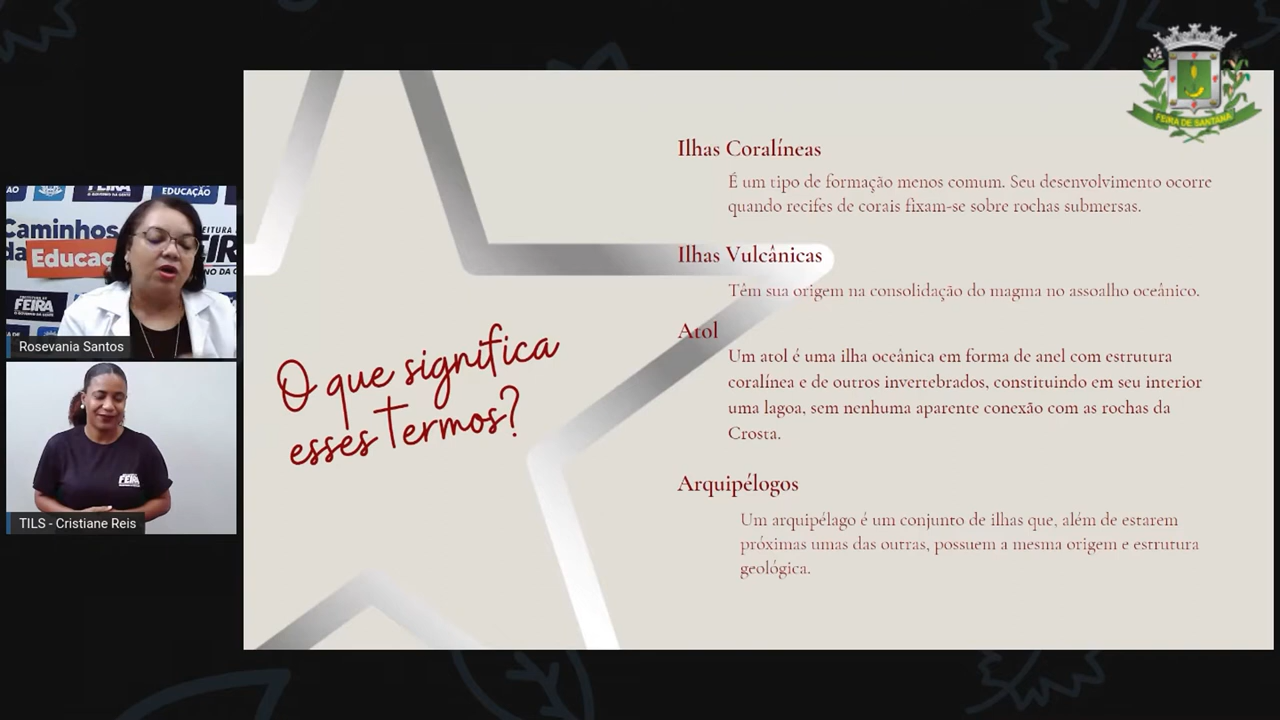 FEIRA DE SANTANA
Ilhas Coralíneas
É um tipo de formação menos comum. Seu desenvolvimento ocorre
quando recifes de corais fixam-se sobre rochas submersas.
Ilhas Vulcânicas
Têm sua origem na consolidação do magma no assoalho oceânico.
Atol
Um atol é uma ilha oceânica em forma de anel com estrutura
coralínea e de outros invertebrados, constituindo em seu interior
uma lagoa, sem nenhuma aparente conexão com as rochas da
Crosta.
Arquipélogos
Um arquipélago é um conjunto de ilhas que, além de estarem
próximas umas das outras, possuem a mesma origem e estrutura
geológica.
O que significa
esses termos?
EDUCAÇÃO
Caminhos
da Educaç
FEIRA
Rosevania Santos
FEIRA
TILS - Cristiane Reis